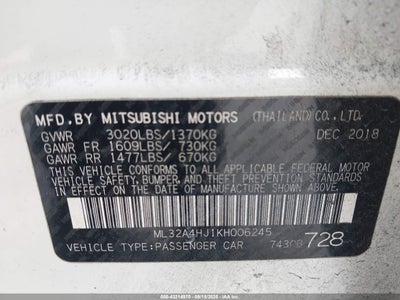 MFD.BY MITSUBISHI MOTORS (THAILAND)CO.,LTD.
GVWR 3020LBS/1370KG DEC 2018
GAWR FR 1609LBS/ 730KG
GAWR RR 1477LBS/ 670KG
THIS VEHICLE CONFORMS TO ALL APPLICABLE FEDERAL MOTOR
VEHICLE SAFETY, BUMPER, AND THEFT PREVENTION STANDARDS
IN EFFECT ON THE DATE OF MANUFACTURE SHOWN ABOVE.
ML32A4HJ1KH006245
VEHICLE TYPE:PASSENGER CAR 728